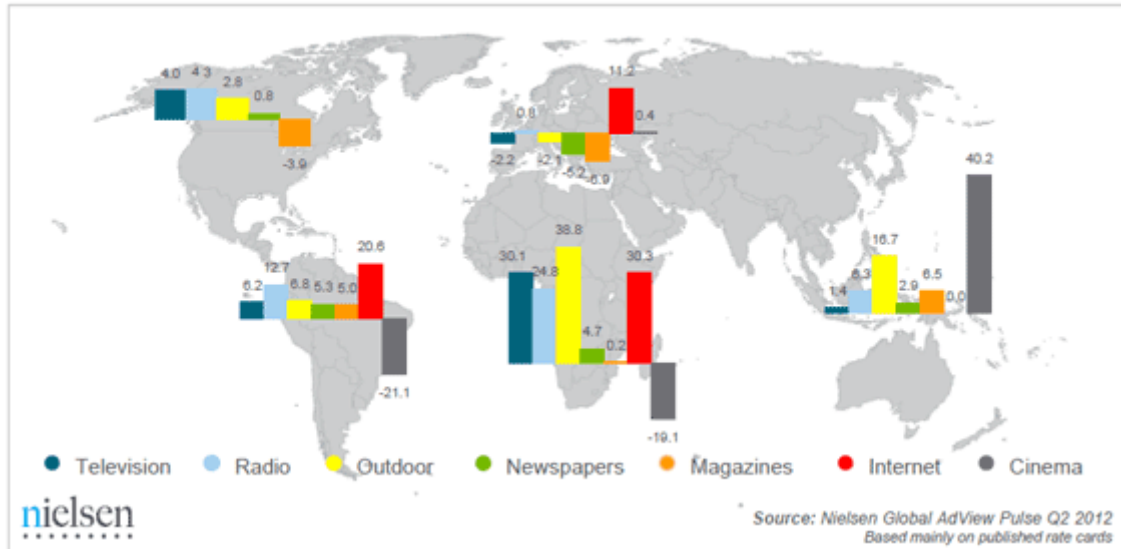 4.0 4.3 2.8 0.8 -3.9
-2.2 0.8 -2.1 -5.2 -6.9 11.2 0.4
6.2 12.7 6.8 5.3 5.0 20.6 -21.1
30.1 24.8 38.8 4.7 0.2 30.3 -19.1
1.4 6.3 16.7 2.9 6.5 0.0 40.2
Television Radio Outdoor Newspapers Magazines Internet Cinema
nielsen
Source: Nielsen Global AdView Pulse Q2 2012
Based mainly on published rate cards